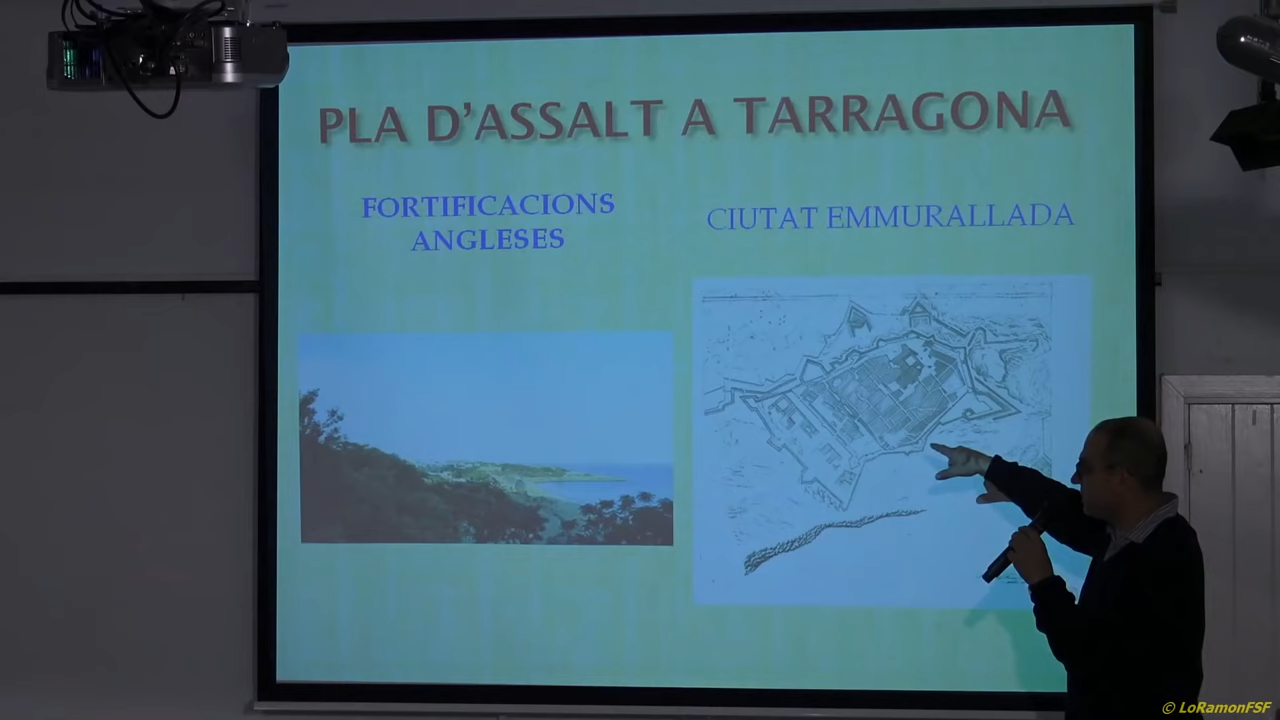 PLA D'ASSALT A TARRAGONA
FORTIFICACIONS
ANGLESES
CIUTAT EMMURALLADA
© LoRamonFSF